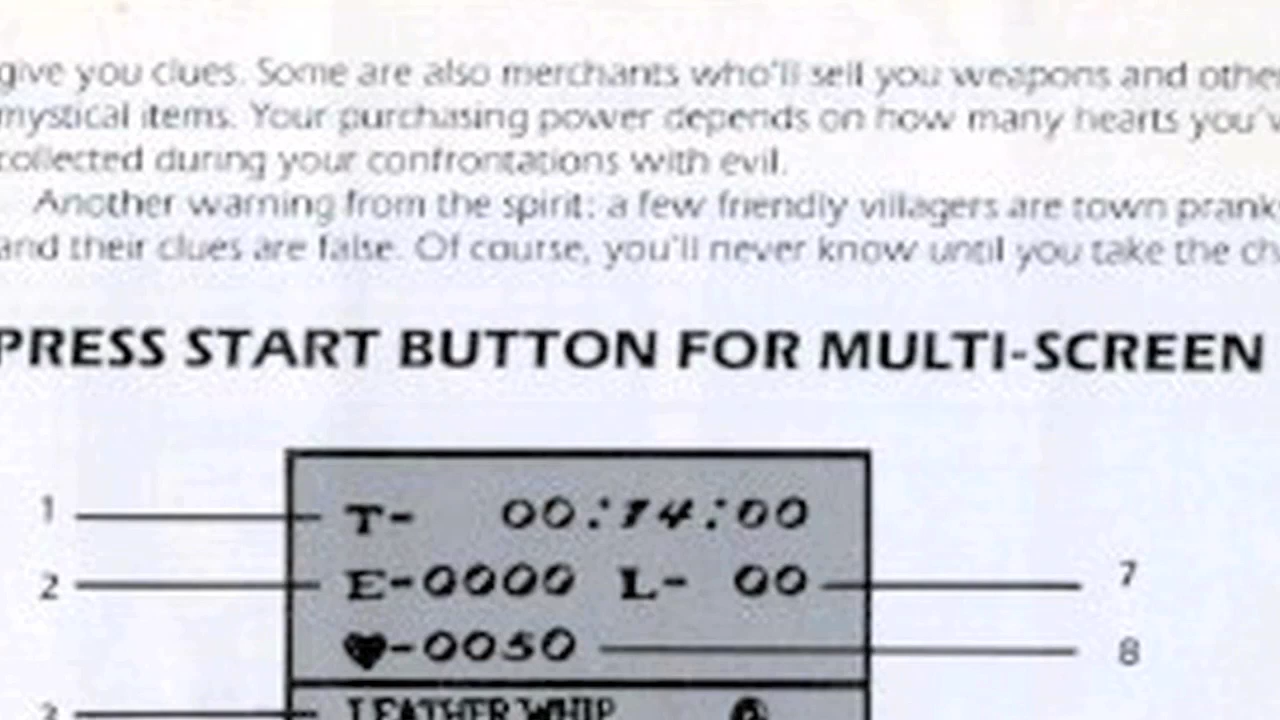 give you clues. Some are also merchants who'll sell you weapons and other
mystical items. Your purchasing power depends on how many hearts you'v
collected during your confrontations with evil.
Another warning from the spirit: a few friendly villagers are town prank
and their clues are false. Of course, you'll never know until you take the ch
PRESS START BUTTON FOR MULTI-SCREEN
1 T- 00:14:00
2 E-0000 L- 00 7
♥-0050 8
3 LEATHER WHIP